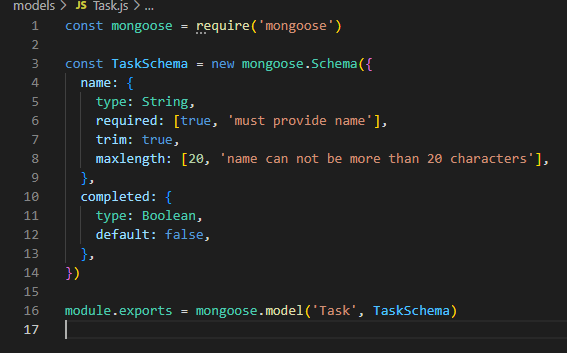 models > JS Task.js > ...
1 const mongoose = require('mongoose')
2
3 const TaskSchema = new mongoose.Schema({
4   name: {
5     type: String,
6     required: [true, 'must provide name'],
7     trim: true,
8     maxlength: [20, 'name can not be more than 20 characters'],
9   },
10   completed: {
11     type: Boolean,
12     default: false,
13   },
14 })
15
16 module.exports = mongoose.model('Task', TaskSchema)
17